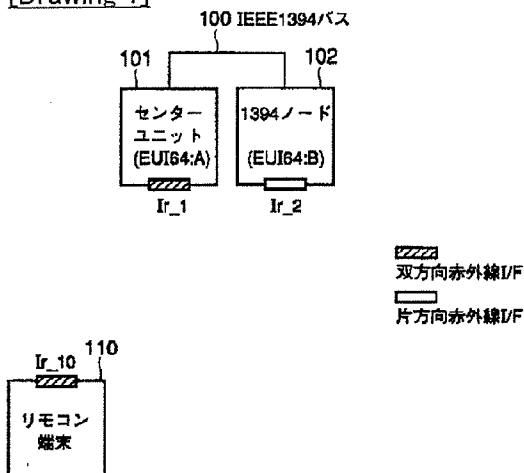 [Drawing 1]
100 IEEE1394バス
101
102
センター
ユニット
(EUI64:A)
1394ノード
(EUI64:B)
Ir_1
Ir_2
双方向赤外線I/F
片方向赤外線I/F
Ir_10
110
リモコン
端末